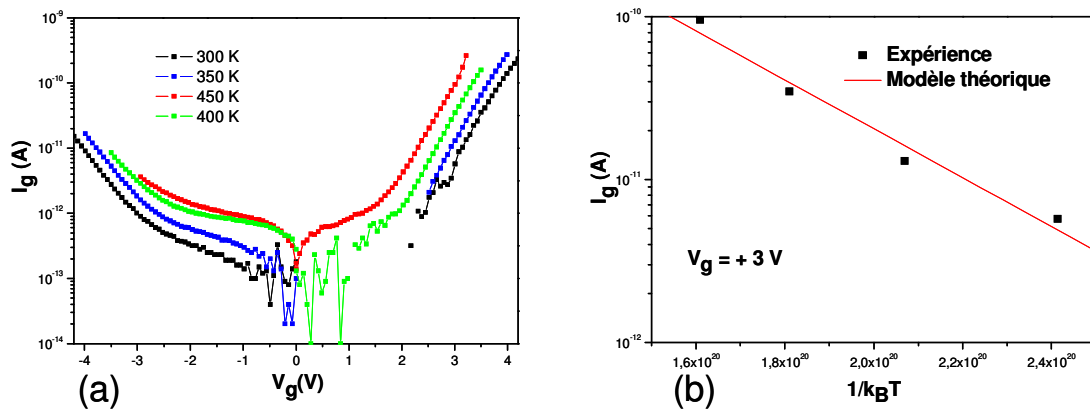 10⁻⁹
10⁻¹⁰
10⁻¹¹
10⁻¹²
10⁻¹³
10⁻¹⁴
I_g (A)
300 K
350 K
450 K
400 K
-4 -3 -2 -1 0 1 2 3 4
V_g(V)
(a)
10⁻¹⁰
10⁻¹¹
10⁻¹²
I_g (A)
Expérience
Modèle théorique
V_g = + 3 V
1,6x10²⁰ 1,8x10²⁰ 2,0x10²⁰ 2,2x10²⁰ 2,4x10²⁰
1/k_BT
(b)